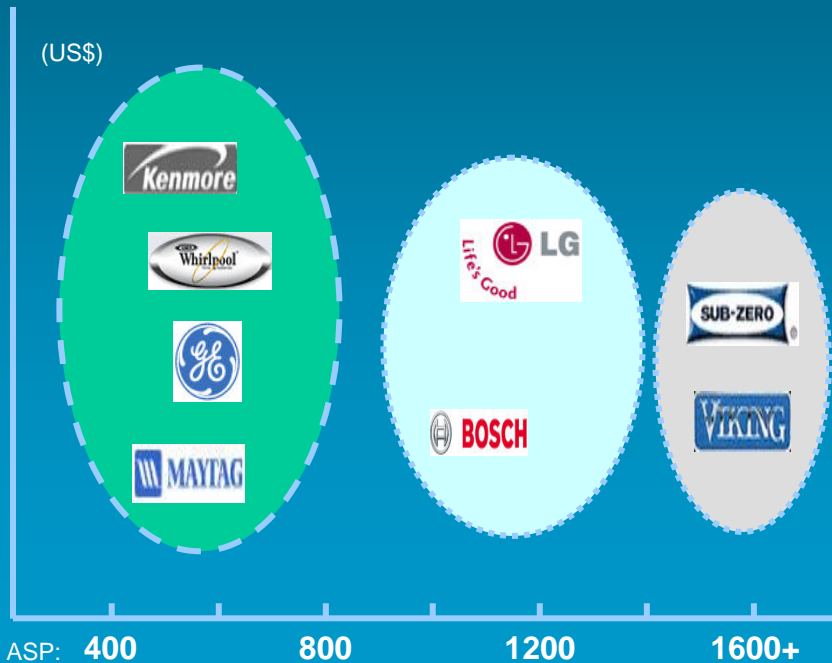 (US$)
Kenmore
Whirlpool
GE
MAYTAG
LG
Life's Good
BOSCH
SUB-ZERO ®
VIKING
ASP: 400 800 1200 1600+